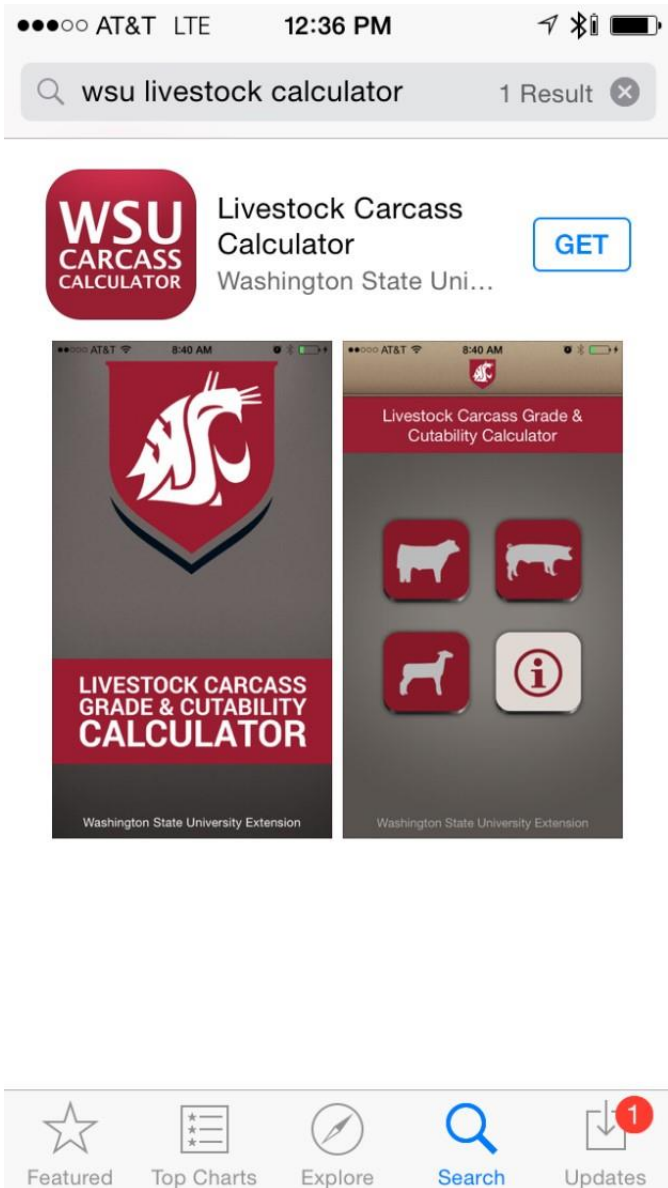 AT&T LTE 12:36 PM
wsu livestock calculator 1 Result
WSU
CARCASS
CALCULATOR
Livestock Carcass
Calculator
Washington State Uni...
GET
AT&T 8:40 AM
LIVESTOCK CARCASS
GRADE & CUTABILITY
CALCULATOR
Washington State University Extension
AT&T 8:40 AM
Livestock Carcass Grade &
Cutability Calculator
i
Washington State University Extension
1
Featured Top Charts Explore Search Updates